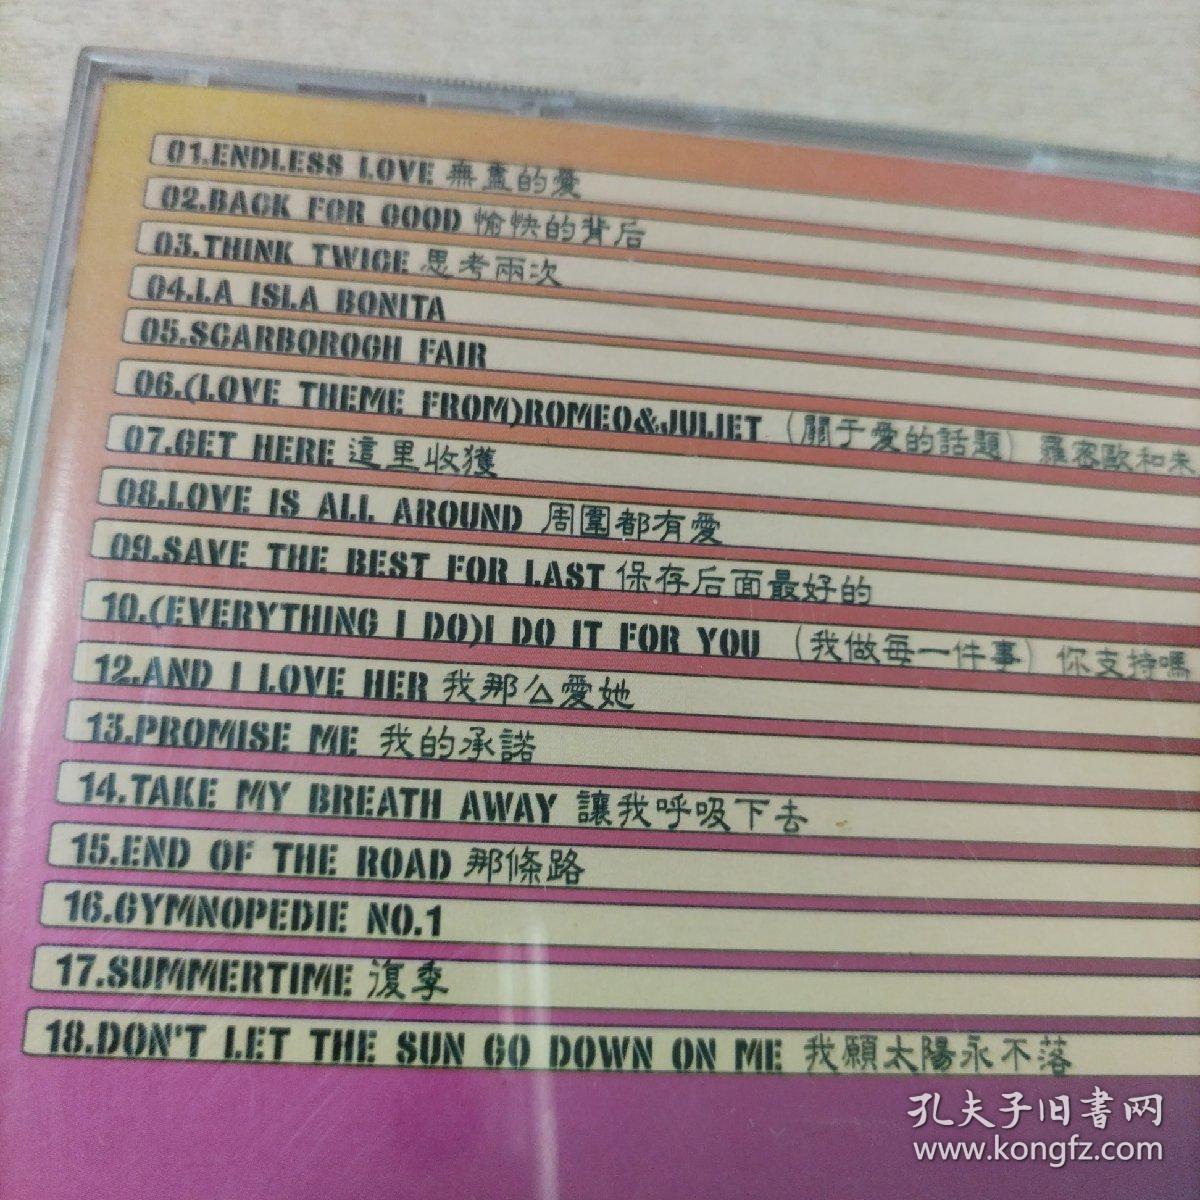 01.ENDLESS LOVE 無盡的愛
02.BACK FOR GOOD 愉快的背后
03.THINK TWICE 思考兩次
04.LA ISLA BONITA
05.SCARBOROGH FAIR
06.(LOVE THEME FROM)ROMEO&JULIET (關于愛的話題) 羅密歐和朱
07.GET HERE 這里收獲
08.LOVE IS ALL AROUND 周圍都有愛
09.SAVE THE BEST FOR LAST 保存后面最好的
10.(EVERYTHING I DO)I DO IT FOR YOU (我做每一件事) 你支持嗎
12.AND I LOVE HER 我那么愛她
13.PROMISE ME 我的承諾
14.TAKE MY BREATH AWAY 讓我呼吸下去
15.END OF THE ROAD 那條路
16.GYMNOPEDIE NO.1
17.SUMMERTIME 復季
18.DON'T LET THE SUN GO DOWN ON ME 我願太陽永不落
孔夫子旧書网
www.kongfz.com